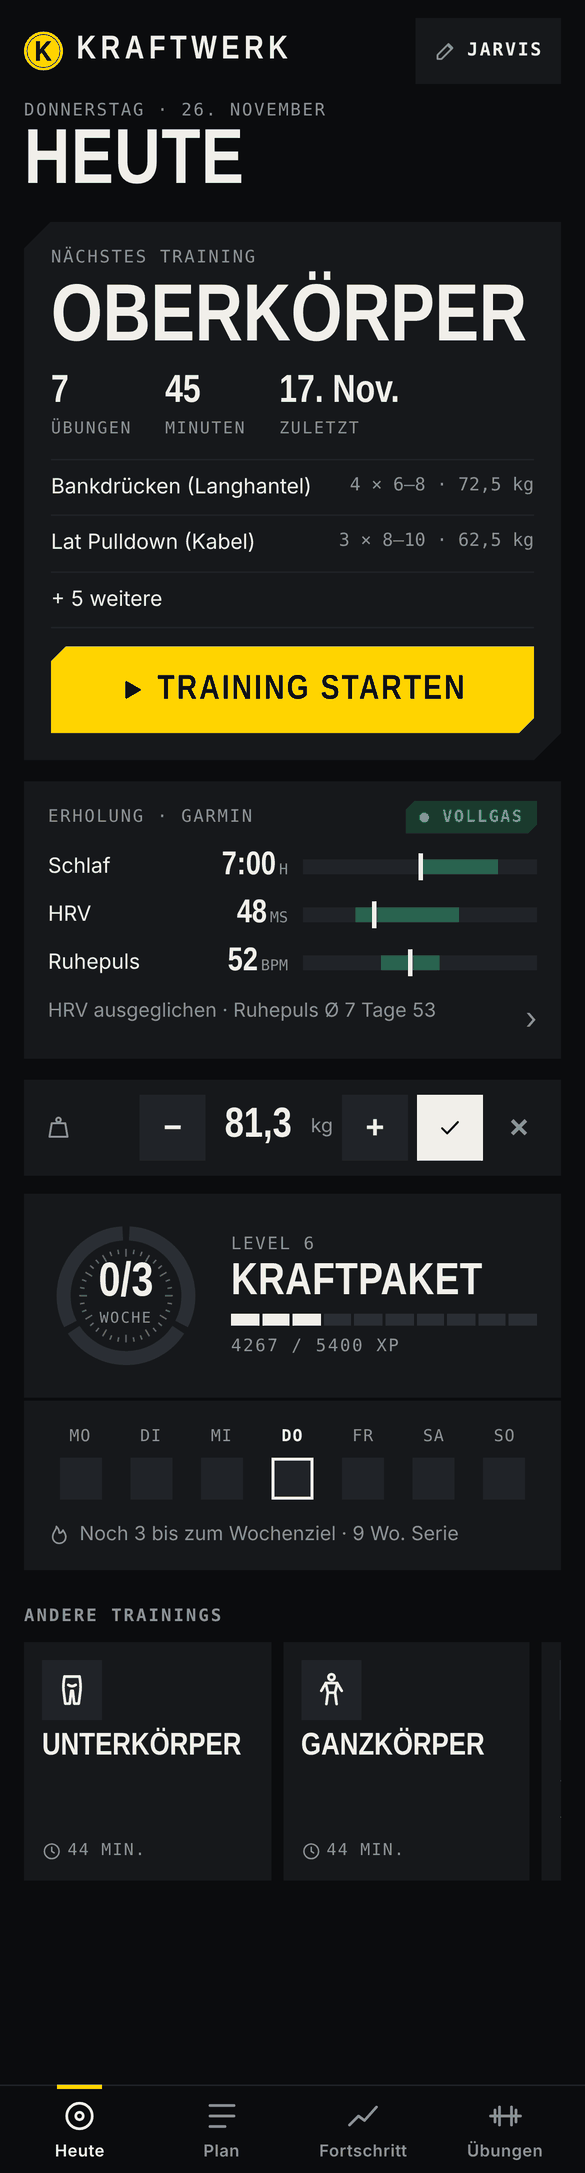 K KRAFTWERK
JARVIS
DONNERSTAG · 26. NOVEMBER
HEUTE
NÄCHSTES TRAINING
OBERKÖRPER
7 45 17. Nov.
ÜBUNGEN MINUTEN ZULETZT
Bankdrücken (Langhantel) 4 × 6–8 · 72,5 kg
Lat Pulldown (Kabel) 3 × 8–10 · 62,5 kg
+ 5 weitere
TRAINING STARTEN
ERHOLUNG · GARMIN VOLLGAS
Schlaf 7:00 H
HRV 48 MS
Ruhepuls 52 BPM
HRV ausgeglichen · Ruhepuls Ø 7 Tage 53
− 81,3 kg +
0/3
WOCHE
LEVEL 6
KRAFTPAKET
4267 / 5400 XP
MO DI MI DO FR SA SO
Noch 3 bis zum Wochenziel · 9 Wo. Serie
ANDERE TRAININGS
UNTERKÖRPER GANZKÖRPER
44 MIN. 44 MIN.
Heute Plan Fortschritt Übungen